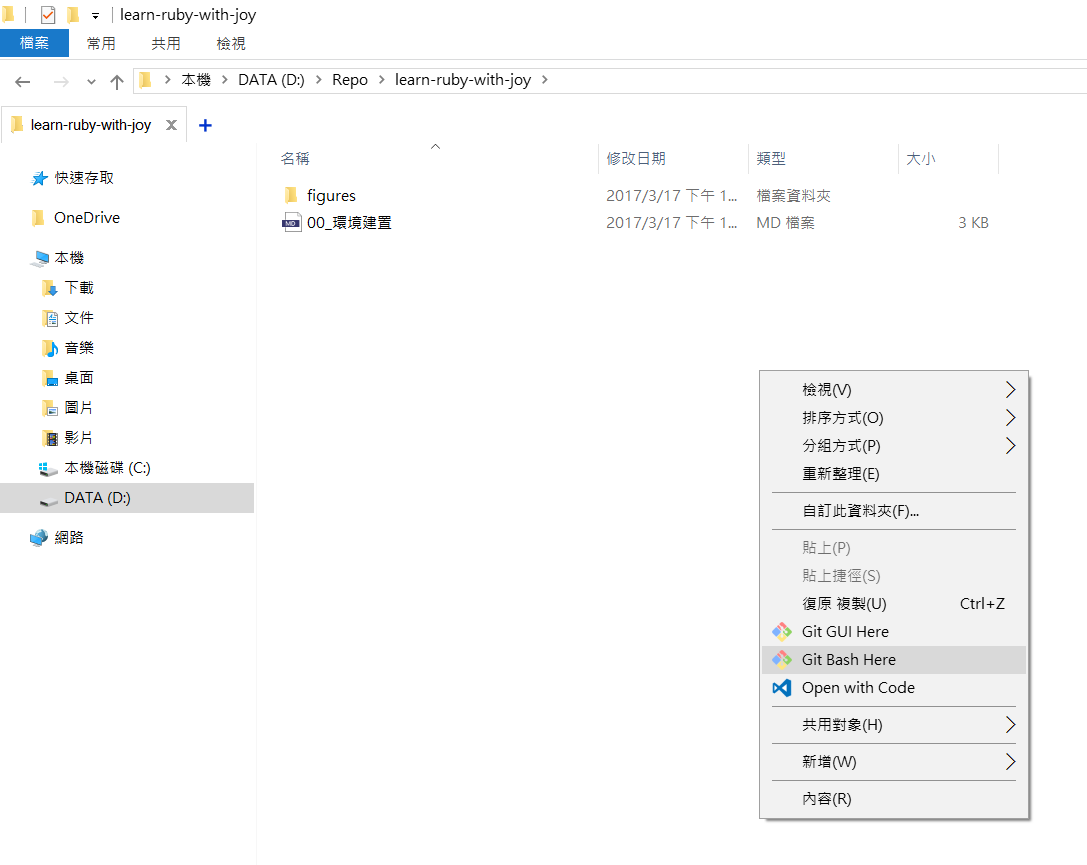 learn-ruby-with-joy
檔案 常用 共用 檢視
本機 DATA (D:) Repo learn-ruby-with-joy
learn-ruby-with-joy
名稱 修改日期 類型 大小
figures 2017/3/17 下午 1... 檔案資料夾
00_環境建置 2017/3/17 下午 1... MD 檔案 3 KB
快速存取
OneDrive
本機
下載
文件
音樂
桌面
圖片
影片
本機磁碟 (C:)
DATA (D:)
網路
檢視(V)
排序方式(O)
分組方式(P)
重新整理(E)
自訂此資料夾(F)...
貼上(P)
貼上捷徑(S)
復原 複製(U) Ctrl+Z
Git GUI Here
Git Bash Here
Open with Code
共用對象(H)
新增(W)
內容(R)